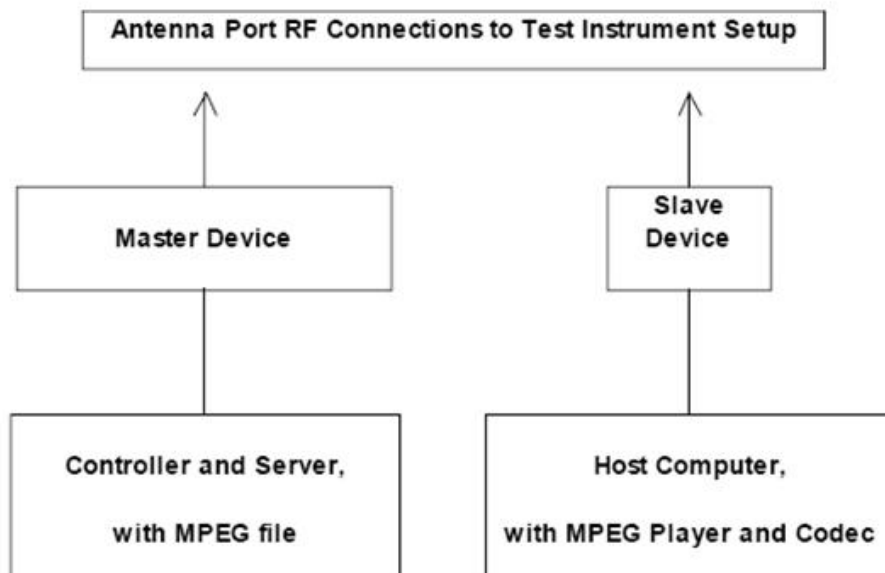 Antenna Port RF Connections to Test Instrument Setup
Master Device
Slave
Device
Controller and Server,
with MPEG file
Host Computer,
with MPEG Player and Codec